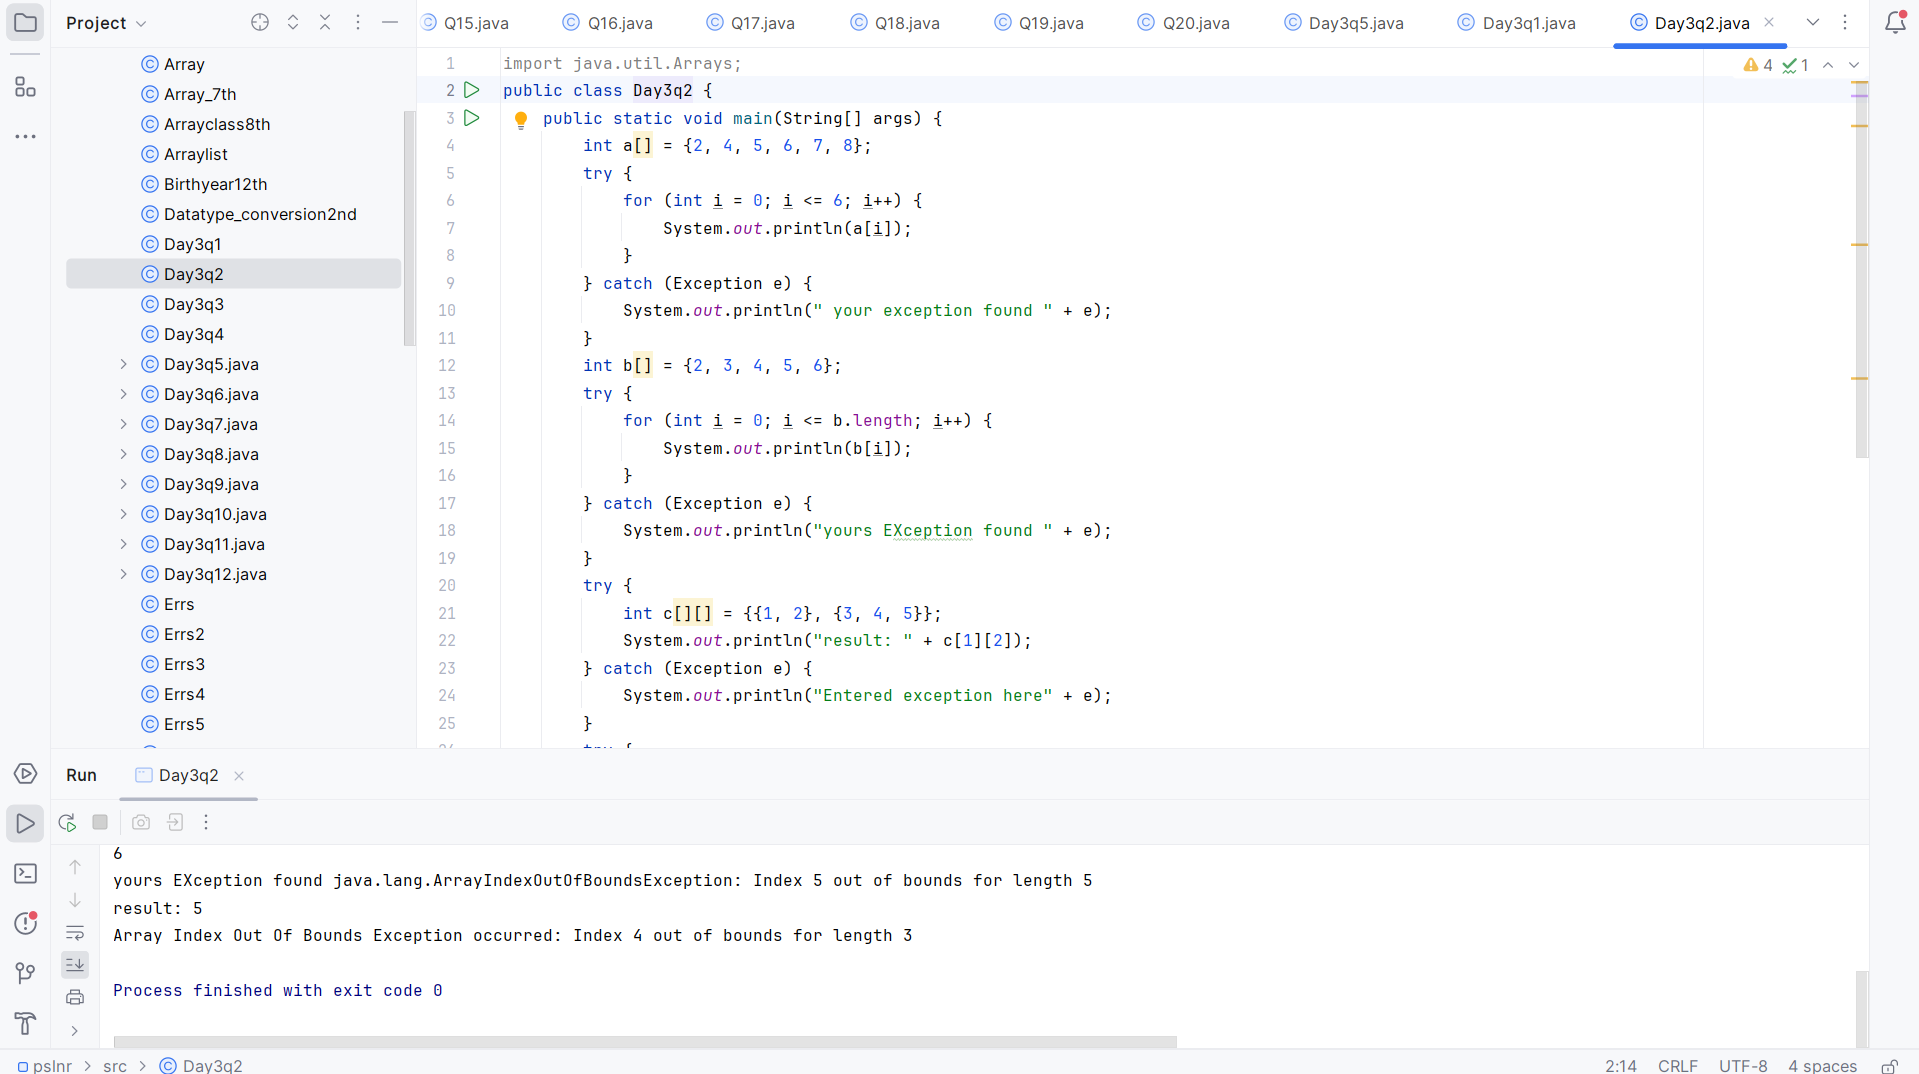 Project
Q15.java
Q16.java
Q17.java
Q18.java
Q19.java
Q20.java
Day3q5.java
Day3q1.java
Day3q2.java
Array
Array_7th
Arrayclass8th
Arraylist
Birthyear12th
Datatype_conversion2nd
Day3q1
Day3q2
Day3q3
Day3q4
Day3q5.java
Day3q6.java
Day3q7.java
Day3q8.java
Day3q9.java
Day3q10.java
Day3q11.java
Day3q12.java
Errs
Errs2
Errs3
Errs4
Errs5
4 1
1 import java.util.Arrays;
2 public class Day3q2 {
3 public static void main(String[] args) {
4 int a[] = {2, 4, 5, 6, 7, 8};
5 try {
6 for (int i = 0; i <= 6; i++) {
7 System.out.println(a[i]);
8 }
9 } catch (Exception e) {
10 System.out.println(" your exception found " + e);
11 }
12 int b[] = {2, 3, 4, 5, 6};
13 try {
14 for (int i = 0; i <= b.length; i++) {
15 System.out.println(b[i]);
16 }
17 } catch (Exception e) {
18 System.out.println("yours EXception found " + e);
19 }
20 try {
21 int c[][] = {{1, 2}, {3, 4, 5}};
22 System.out.println("result: " + c[1][2]);
23 } catch (Exception e) {
24 System.out.println("Entered exception here" + e);
25 }
26 try {
Run
Day3q2
6
yours EXception found java.lang.ArrayIndexOutOfBoundsException: Index 5 out of bounds for length 5
result: 5
Array Index Out Of Bounds Exception occurred: Index 4 out of bounds for length 3
Process finished with exit code 0
pslnr > src > Day3q2
2:14 CRLF UTF-8 4 spaces